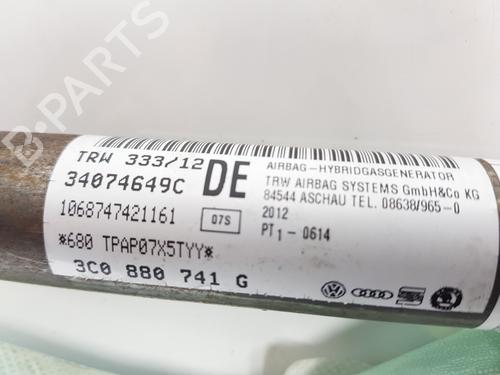 TRW 333/12
34074649C
DE
1068747421161
07S
*680 TPAP07X5TYY*
3C0 880 741 G
AIRBAG-HYBRIDGASGENERATOR
TRW AIRBAG SYSTEMS GmbH&Co KG
84544 ASCHAU TEL. 08638/965-0
2012
PT1-0614